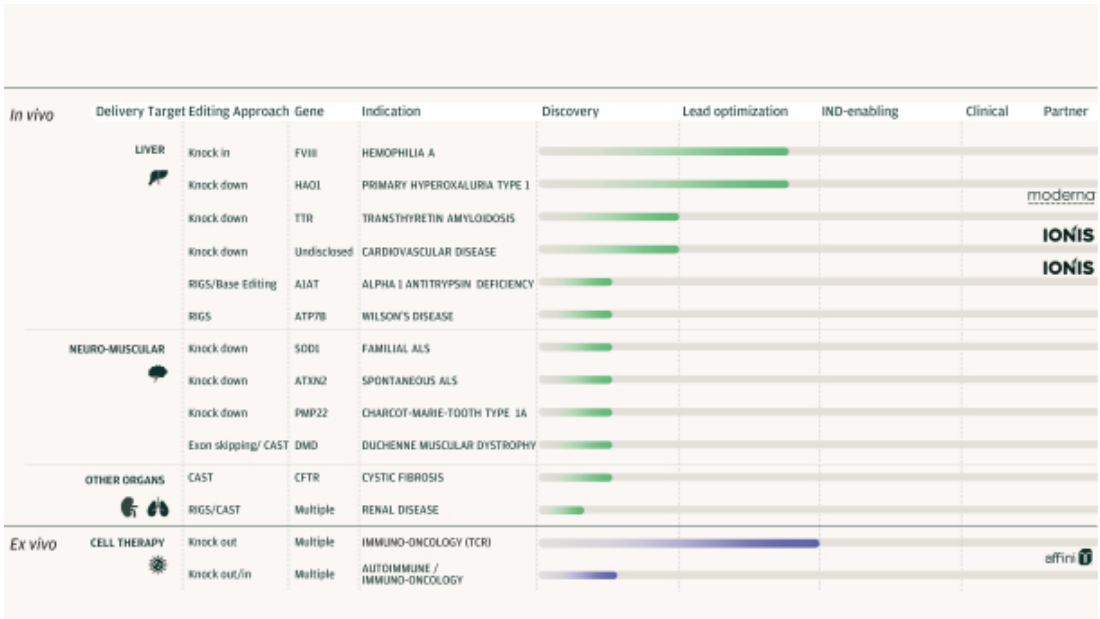 In vivo Delivery Target Editing Approach Gene Indication Discovery Lead optimization IND-enabling Clinical Partner
LIVER Knock in FVIII HEMOPHILIA A
Knock down HAO1 PRIMARY HYPEROXALURIA TYPE 1
moderna
Knock down TTR TRANSTHYRETIN AMYLOIDOSIS
IONIS
Knock down Undisclosed CARDIOVASCULAR DISEASE
IONIS
RIGS/Base Editing A1AT ALPHA 1 ANTITRYPSIN DEFICIENCY
RIGS ATP7B WILSON'S DISEASE
NEURO-MUSCULAR Knock down SOD1 FAMILIAL ALS
Knock down ATXN2 SPONTANEOUS ALS
Knock down PMP22 CHARCOT-MARIE-TOOTH TYPE 1A
Exon skipping/ CAST DMD DUCHENNE MUSCULAR DYSTROPHY
OTHER ORGANS CAST CFTR CYSTIC FIBROSIS
RIGS/CAST Multiple RENAL DISEASE
Ex vivo CELL THERAPY Knock out Multiple IMMUNO-ONCOLOGY (TCR)
affini T
Knock out/in Multiple AUTOIMMUNE /
IMMUNO-ONCOLOGY